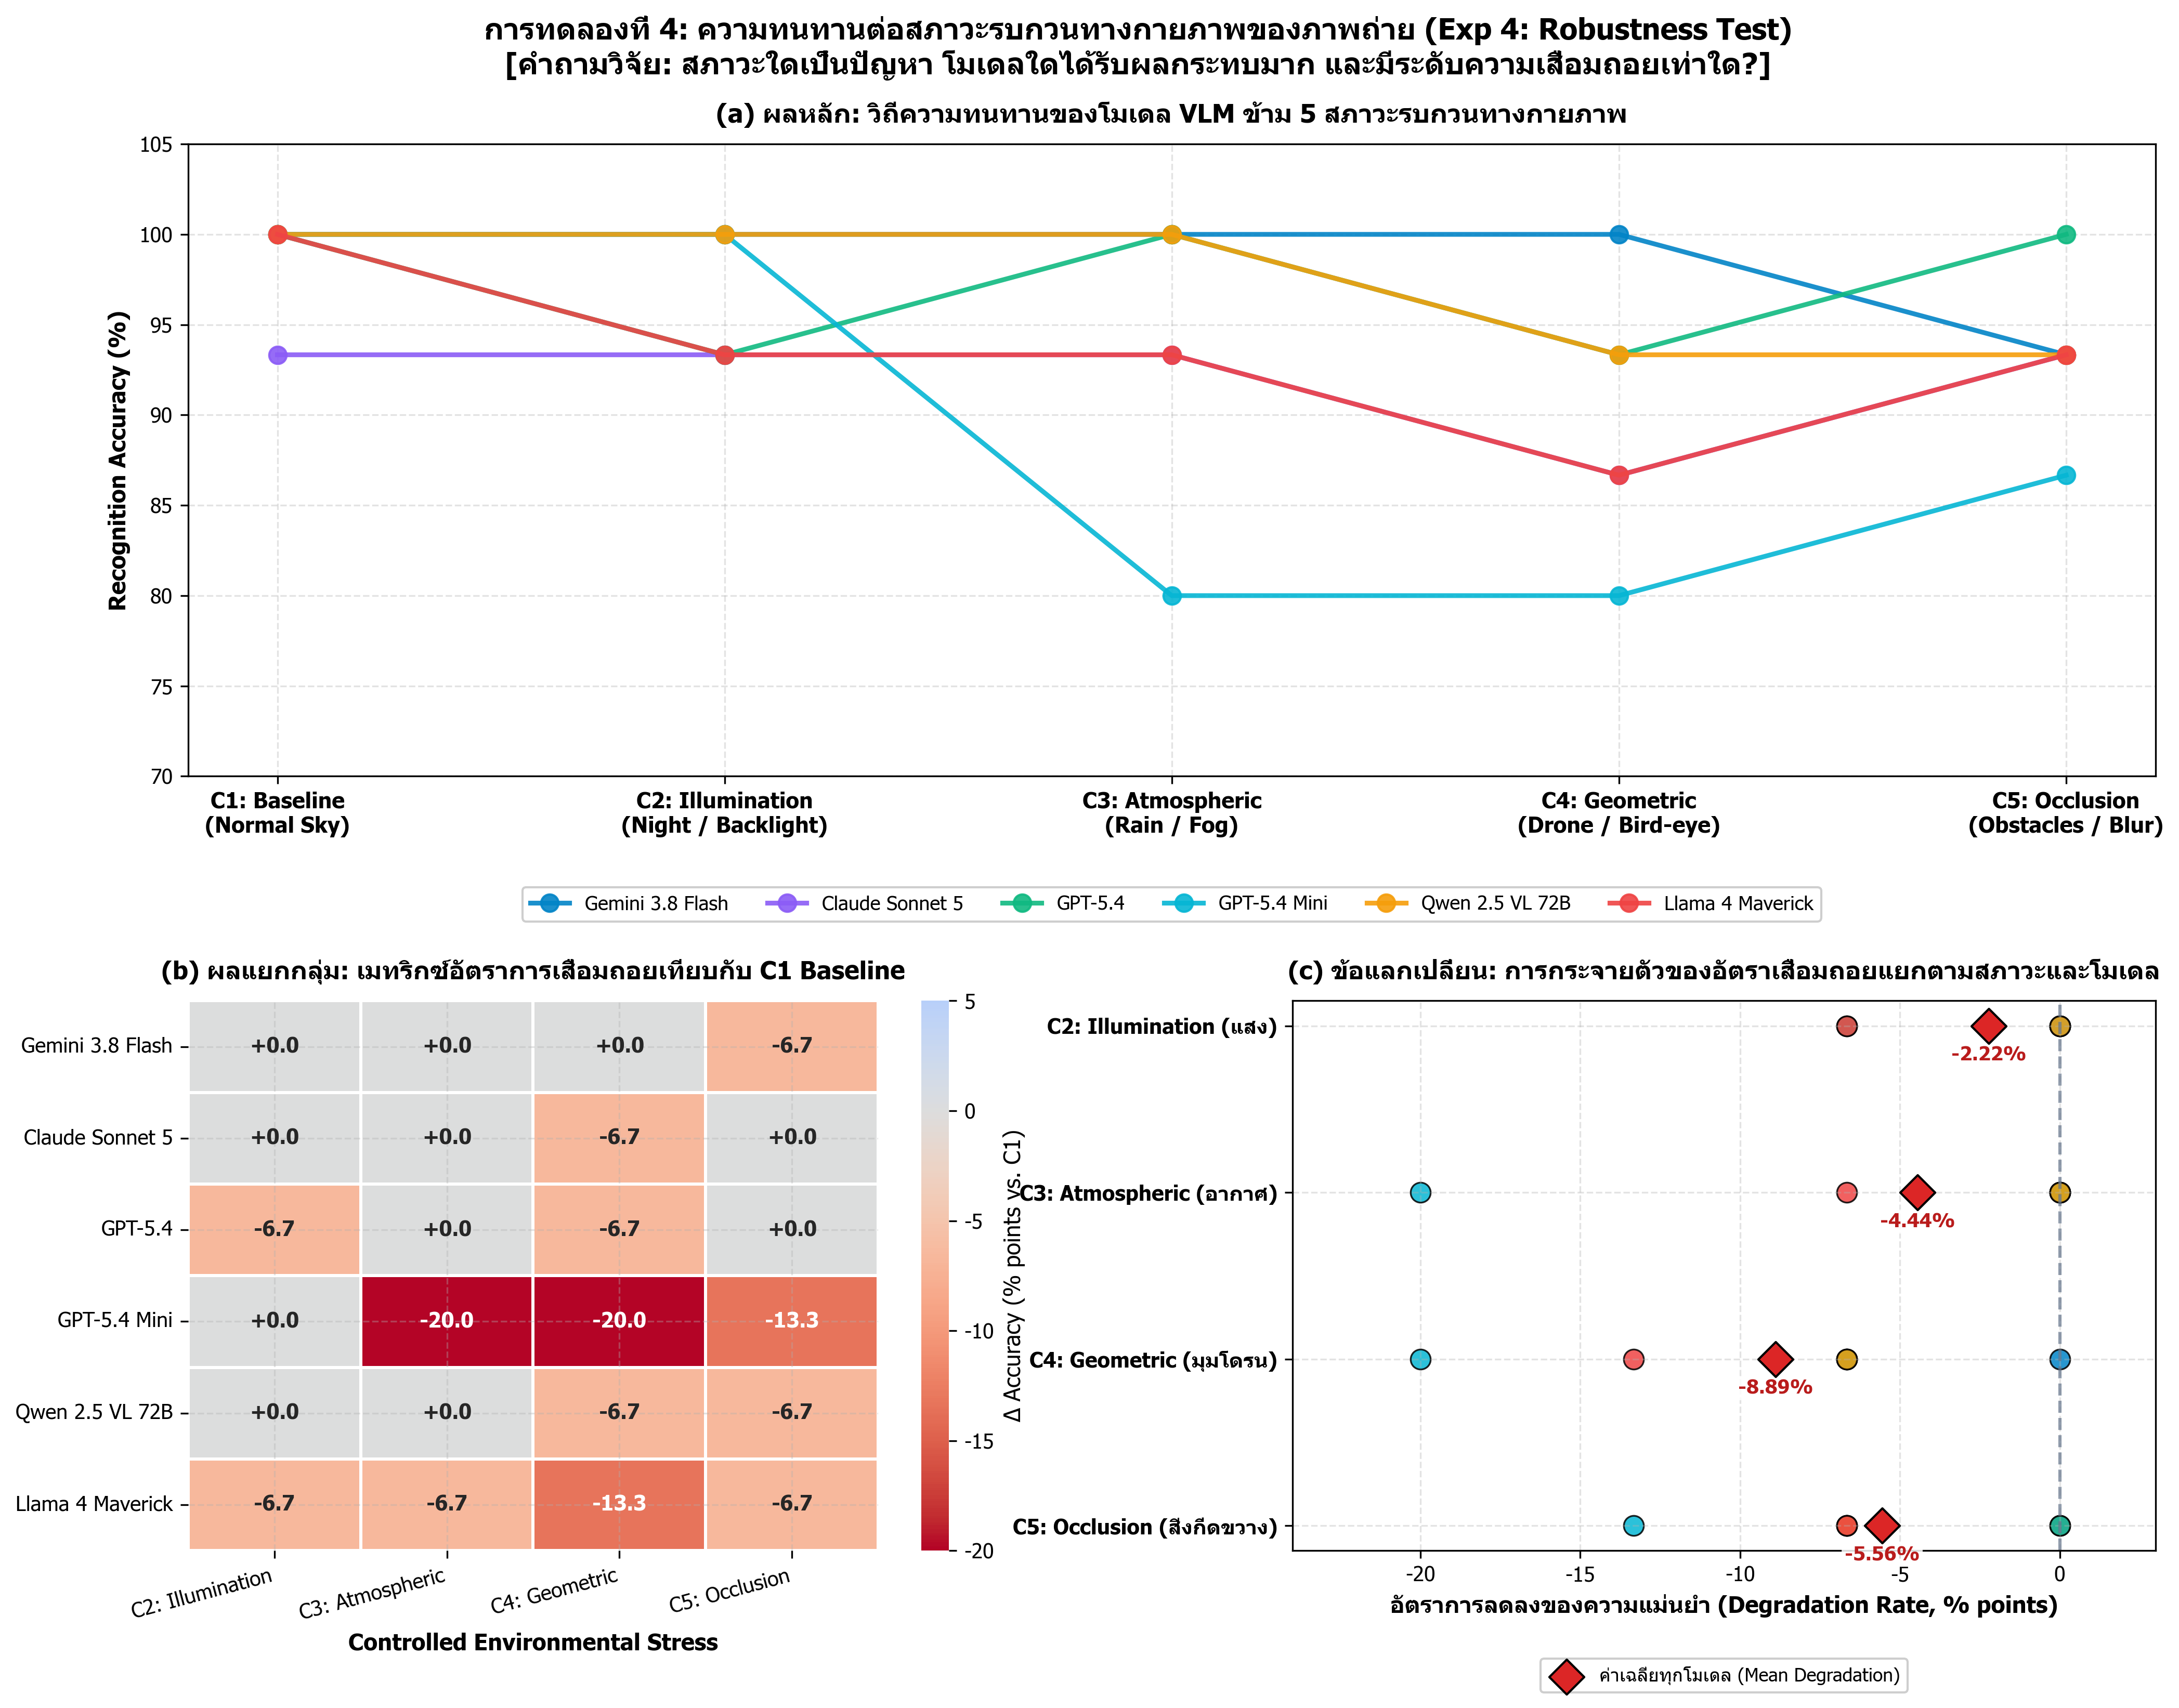 การทดลองที่ 4: ความทนทานต่อสภาวะรบกวนทางกายภาพของภาพถ่าย (Exp 4: Robustness Test)
[คำถามวิจัย: สภาวะใดเป็นปัญหา โมเดลใดได้รับผลกระทบมาก และมีระดับความเสื่อมถอยเท่าใด?]
(a) ผลหลัก: วิถีความทนทานของโมเดล VLM ข้าม 5 สภาวะรบกวนทางกายภาพ
Recognition Accuracy (%)
105
100
95
90
85
80
75
70
C1: Baseline
(Normal Sky)
C2: Illumination
(Night / Backlight)
C3: Atmospheric
(Rain / Fog)
C4: Geometric
(Drone / Bird-eye)
C5: Occlusion
(Obstacles / Blur)
Gemini 3.8 Flash Claude Sonnet 5 GPT-5.4 GPT-5.4 Mini Qwen 2.5 VL 72B Llama 4 Maverick
(b) ผลแยกกลุ่ม: เมทริกซ์อัตราการเสื่อมถอยเทียบกับ C1 Baseline
Gemini 3.8 Flash +0.0 +0.0 +0.0 -6.7
Claude Sonnet 5 +0.0 +0.0 -6.7 +0.0
GPT-5.4 -6.7 +0.0 -6.7 +0.0
GPT-5.4 Mini +0.0 -20.0 -20.0 -13.3
Qwen 2.5 VL 72B +0.0 +0.0 -6.7 -6.7
Llama 4 Maverick -6.7 -6.7 -13.3 -6.7
C2: Illumination C3: Atmospheric C4: Geometric C5: Occlusion
Controlled Environmental Stress
5
0
-5
-10
-15
-20
Δ Accuracy (% points vs. C1)
(c) ข้อแลกเปลี่ยน: การกระจายตัวของอัตราเสื่อมถอยแยกตามสภาวะและโมเดล
C2: Illumination (แสง)
-2.22%
C3: Atmospheric (อากาศ)
-4.44%
C4: Geometric (มุมโดรน)
-8.89%
C5: Occlusion (สิ่งกีดขวาง)
-5.56%
-20 -15 -10 -5 0
อัตราการลดลงของความแม่นยำ (Degradation Rate, % points)
ค่าเฉลี่ยทุกโมเดล (Mean Degradation)